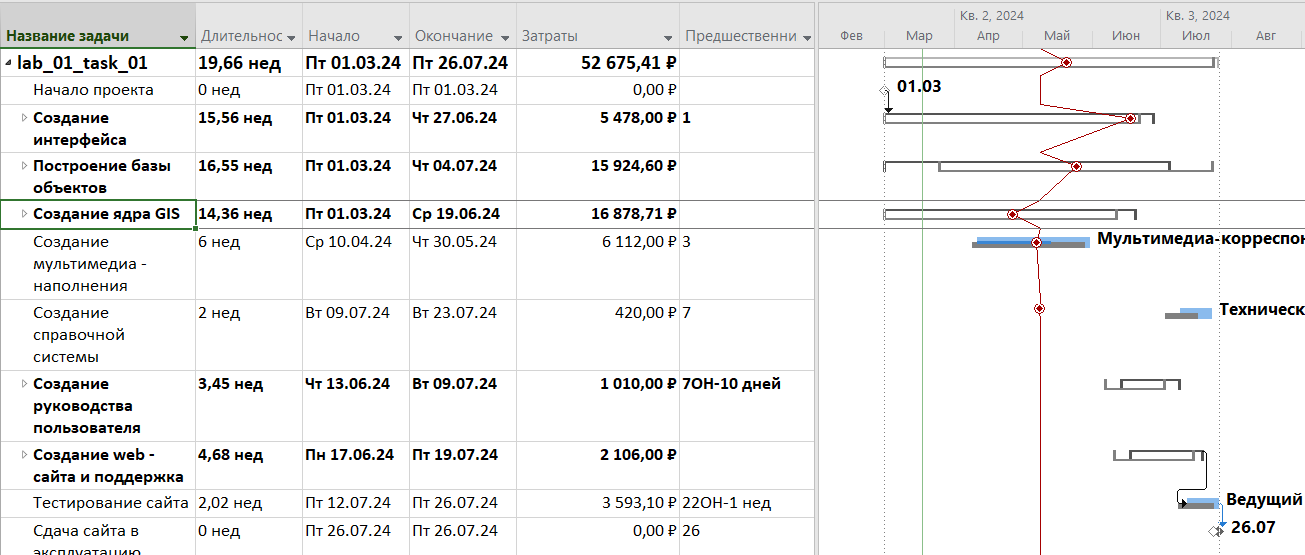 Кв. 2, 2024 Кв. 3, 2024
Название задачи Длительнос Начало Окончание Затраты Предшественни Фев Мар Апр Май Июн Июл Авг
lab_01_task_01 19,66 нед Пт 01.03.24 Пт 26.07.24 52 675,41 ₽
Начало проекта 0 нед Пт 01.03.24 Пт 01.03.24 0,00 ₽ 01.03
Создание 15,56 нед Пт 01.03.24 Чт 27.06.24 5 478,00 ₽ 1
интерфейса
Построение базы 16,55 нед Пт 01.03.24 Чт 04.07.24 15 924,60 ₽
объектов
Создание ядра GIS 14,36 нед Пт 01.03.24 Ср 19.06.24 16 878,71 ₽
Создание 6 нед Ср 10.04.24 Чт 30.05.24 6 112,00 ₽ 3 Мультимедиа-корреспон
мультимедиа -
наполнения
Создание 2 нед Вт 09.07.24 Вт 23.07.24 420,00 ₽ 7 Техническ
справочной
системы
Создание 3,45 нед Чт 13.06.24 Вт 09.07.24 1 010,00 ₽ 7ОН-10 дней
руководства
пользователя
Создание web - 4,68 нед Пн 17.06.24 Пт 19.07.24 2 106,00 ₽
сайта и поддержка
Тестирование сайта 2,02 нед Пт 12.07.24 Пт 26.07.24 3 593,10 ₽ 22ОН-1 нед Ведущий
Сдача сайта в 0 нед Пт 26.07.24 Пт 26.07.24 0,00 ₽ 26 26.07
эксплуатацию